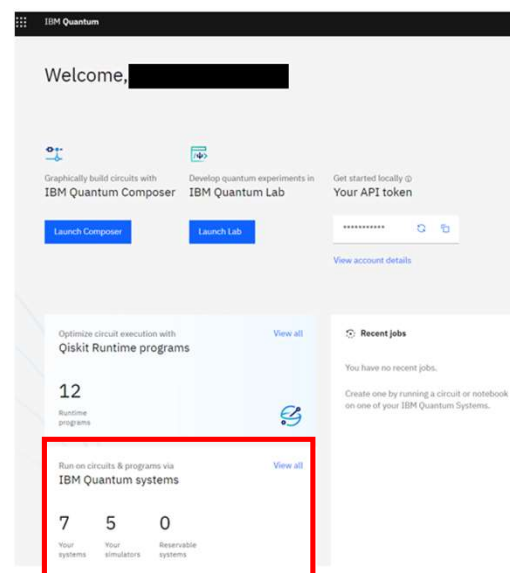 IBM Quantum
Welcome,
Graphically build circuits with
IBM Quantum Composer
Launch Composer
Develop quantum experiments in
IBM Quantum Lab
Launch Lab
Get started locally
Your API token
***********
View account details
Optimize circuit execution with
View all
Qiskit Runtime programs
12
Runtime
programs
Recent jobs
You have no recent jobs.
Create one by running a circuit or notebook
on one of your IBM Quantum Systems.
Run on circuits & programs via
View all
IBM Quantum systems
7 5 0
Your Your Reservable
systems simulators systems